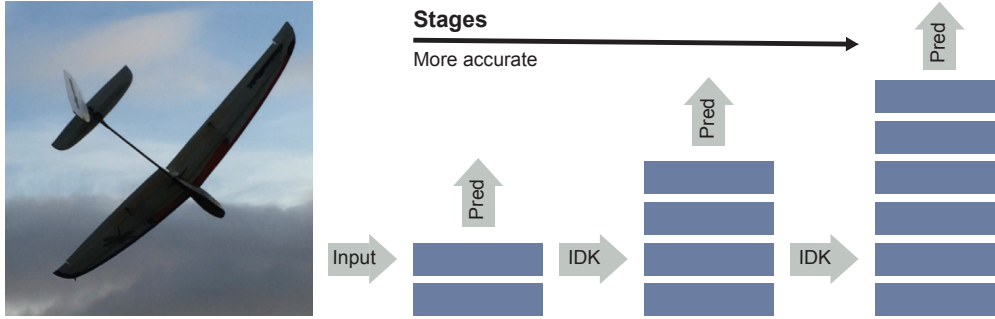 Stages
More accurate
Pred
Pred
Pred
Input
IDK
IDK